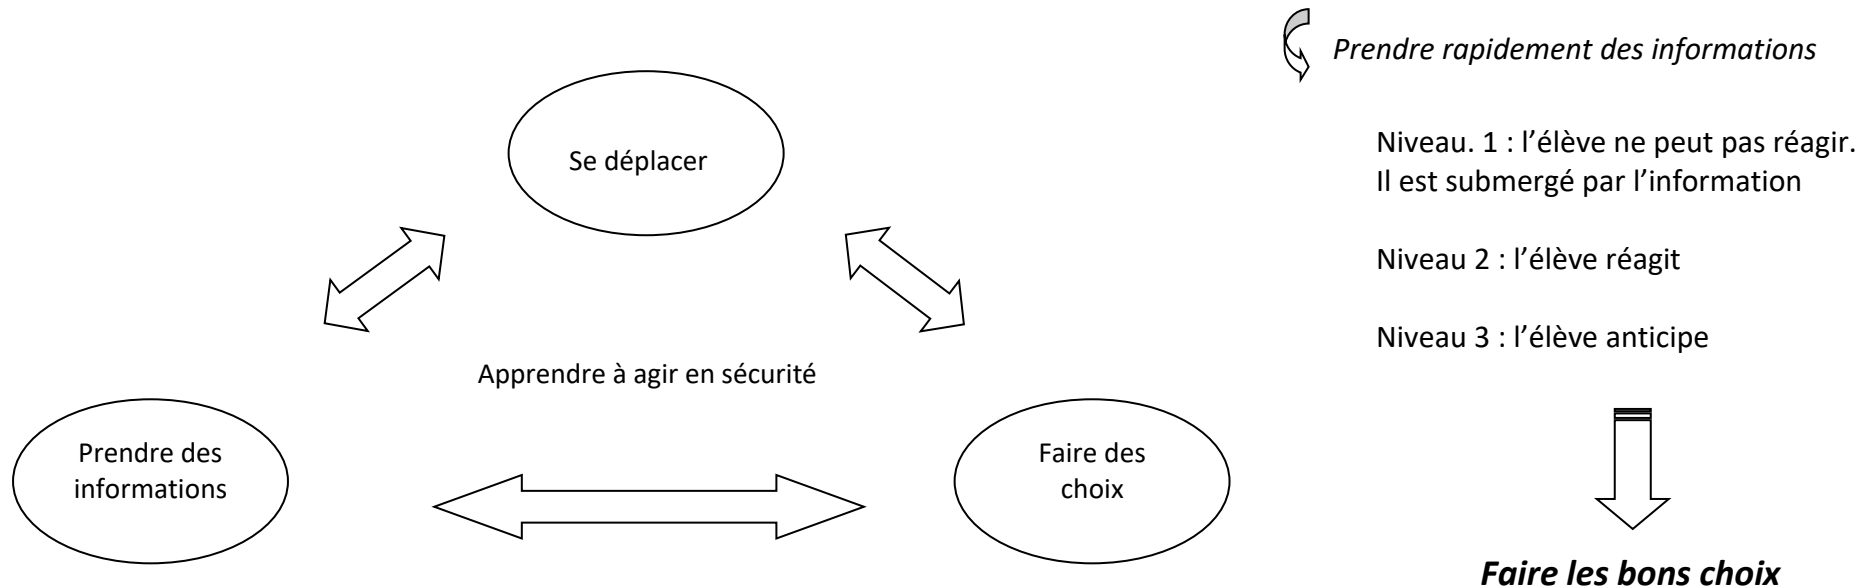 Prendre rapidement des informations
Se déplacer
Niveau. 1 : l’élève ne peut pas réagir.
Il est submergé par l’information
Niveau 2 : l’élève réagit
Niveau 3 : l’élève anticipe
Apprendre à agir en sécurité
Prendre des
informations
Faire des
choix
Faire les bons choix